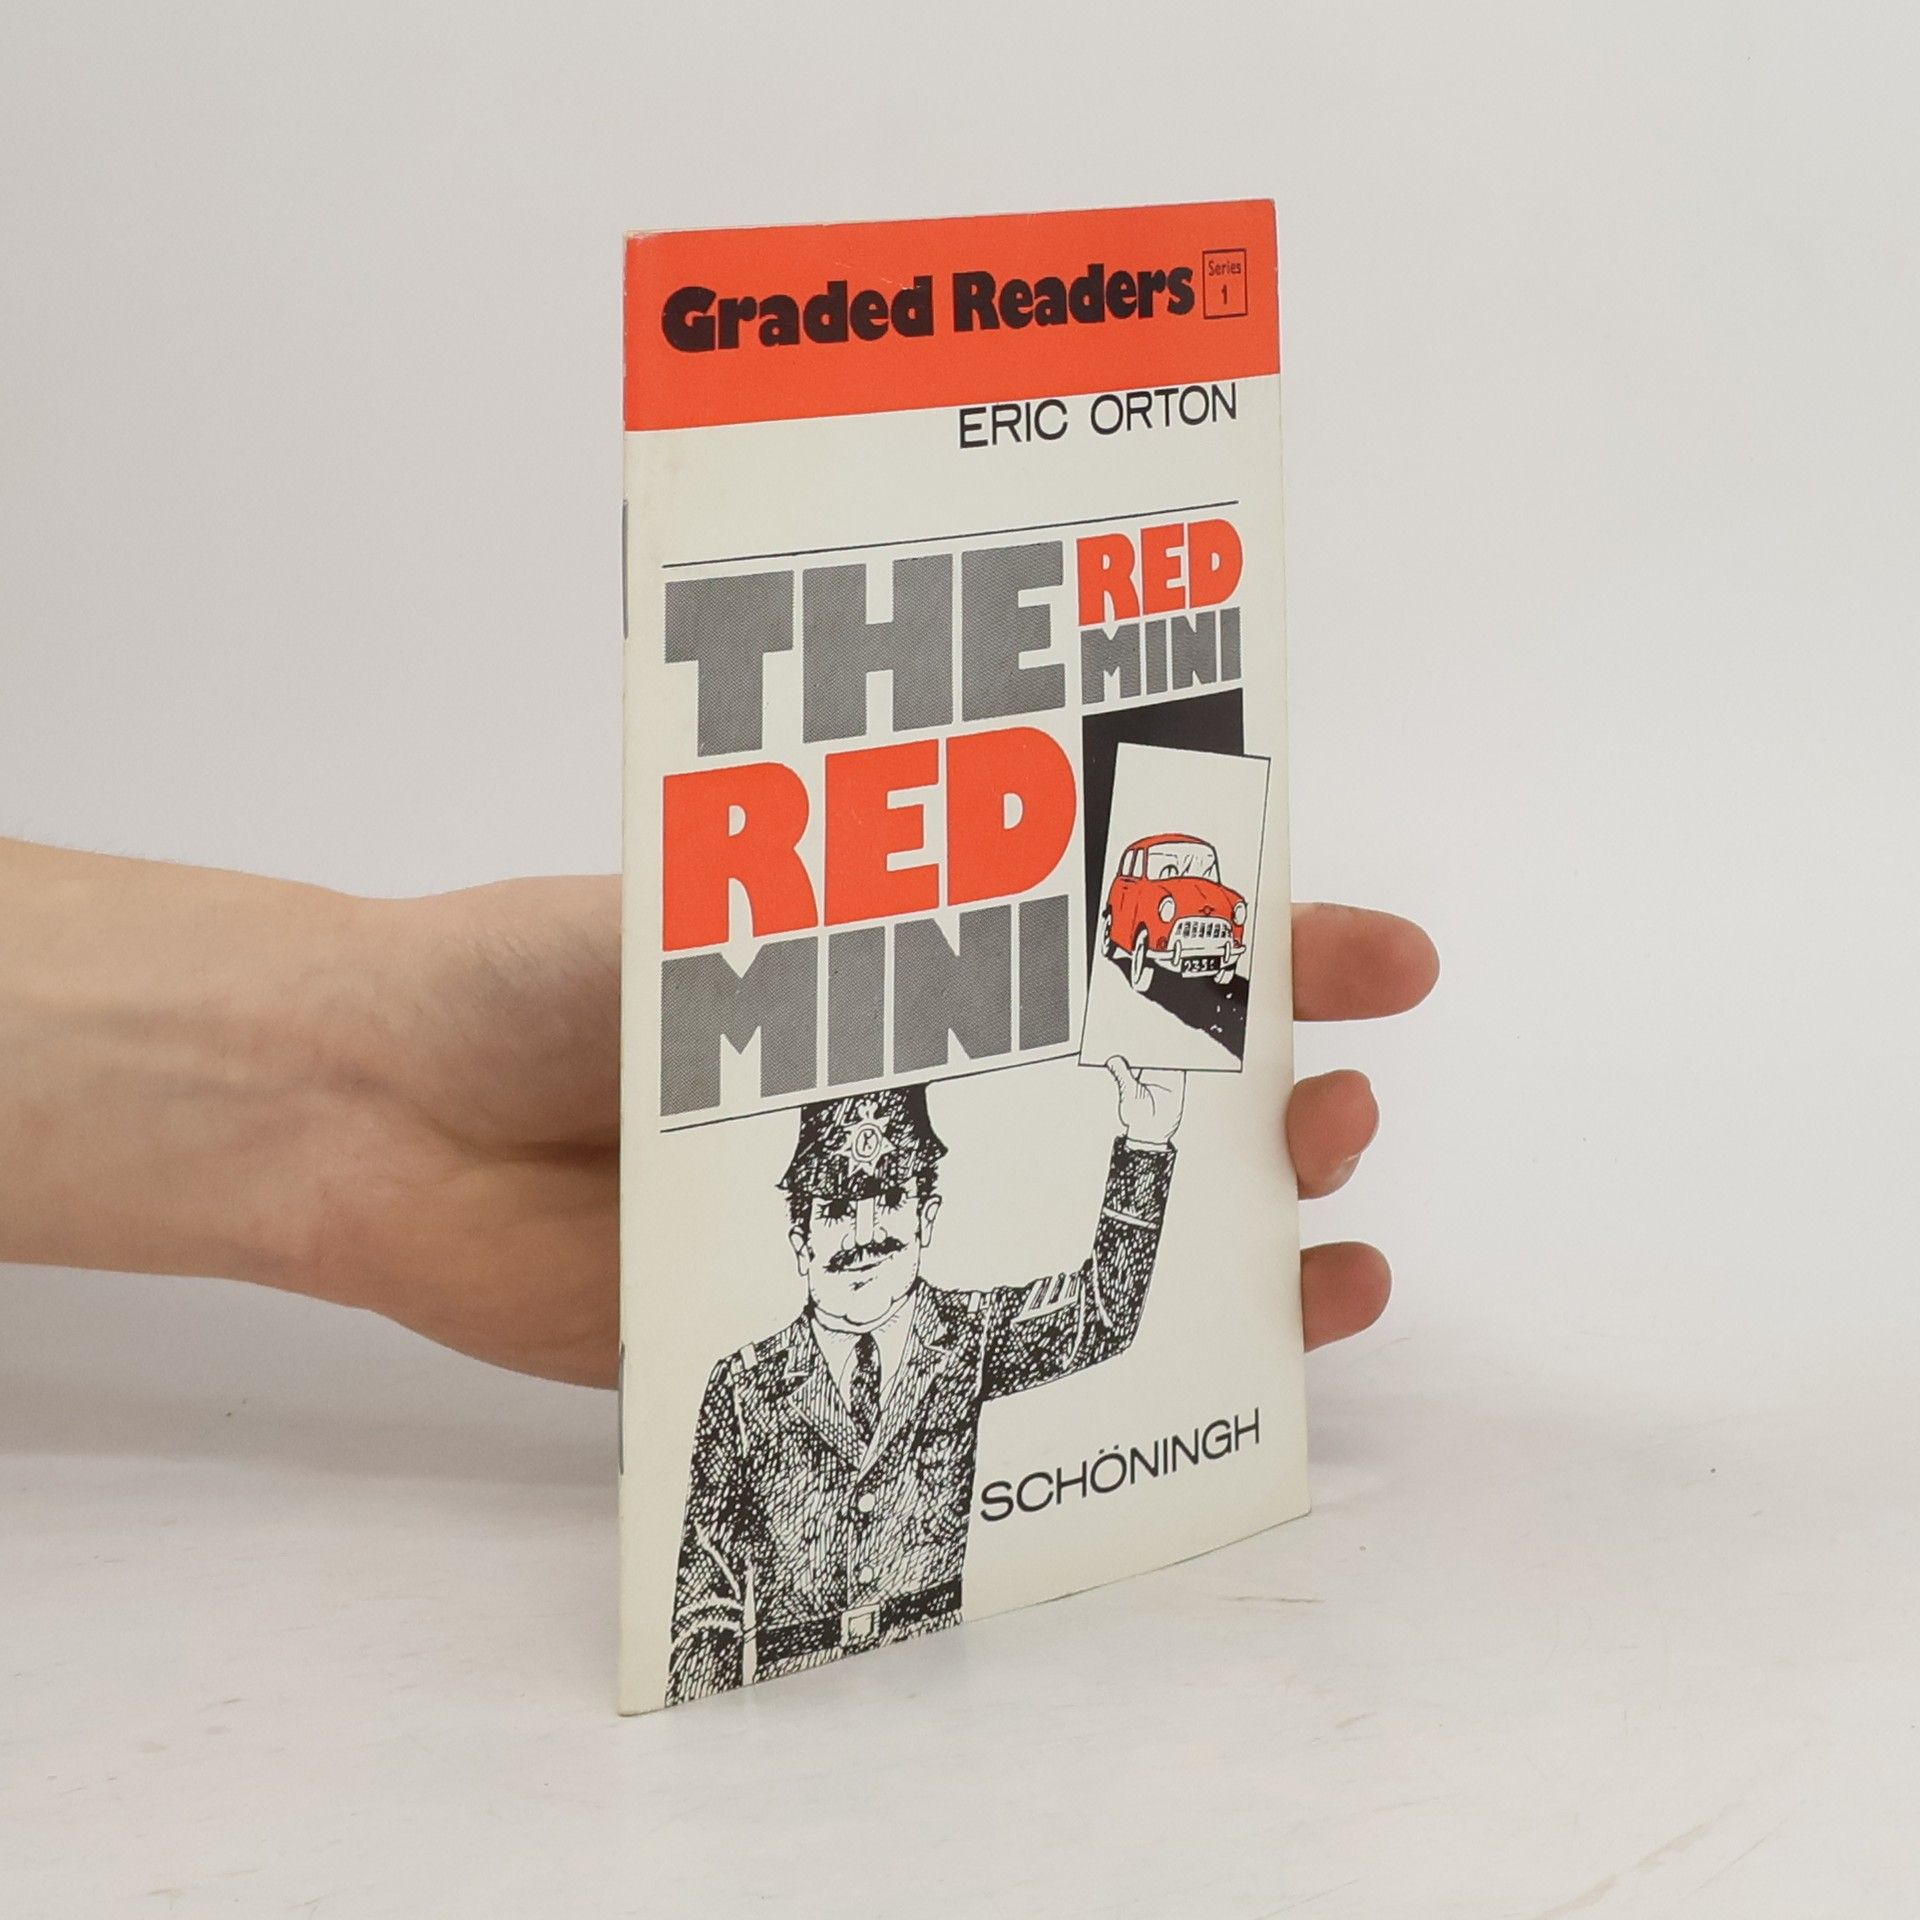 Graded Readers
Series
1
ERIC ORTON
THE
RED
MINI
RED
MINI
SCHÖNINGH